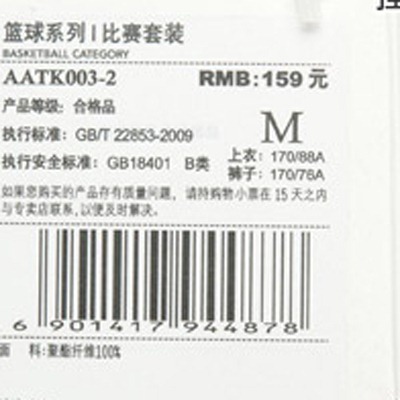 篮球系列 | 比赛套装
BASKETBALL CATEGORY
AATK003-2 RMB:159 元
产品等级: 合格品
执行标准: GB/T 22853-2009 M
执行安全标准: GB18401 B类 上衣: 170/88A
裤子: 170/76A
如果您购买的产品存有质量问题, 请持购物小票在 15 天之内
与专卖店联系, 以便及时解决。
6 901417 944878
面 料:聚酯纤维100%